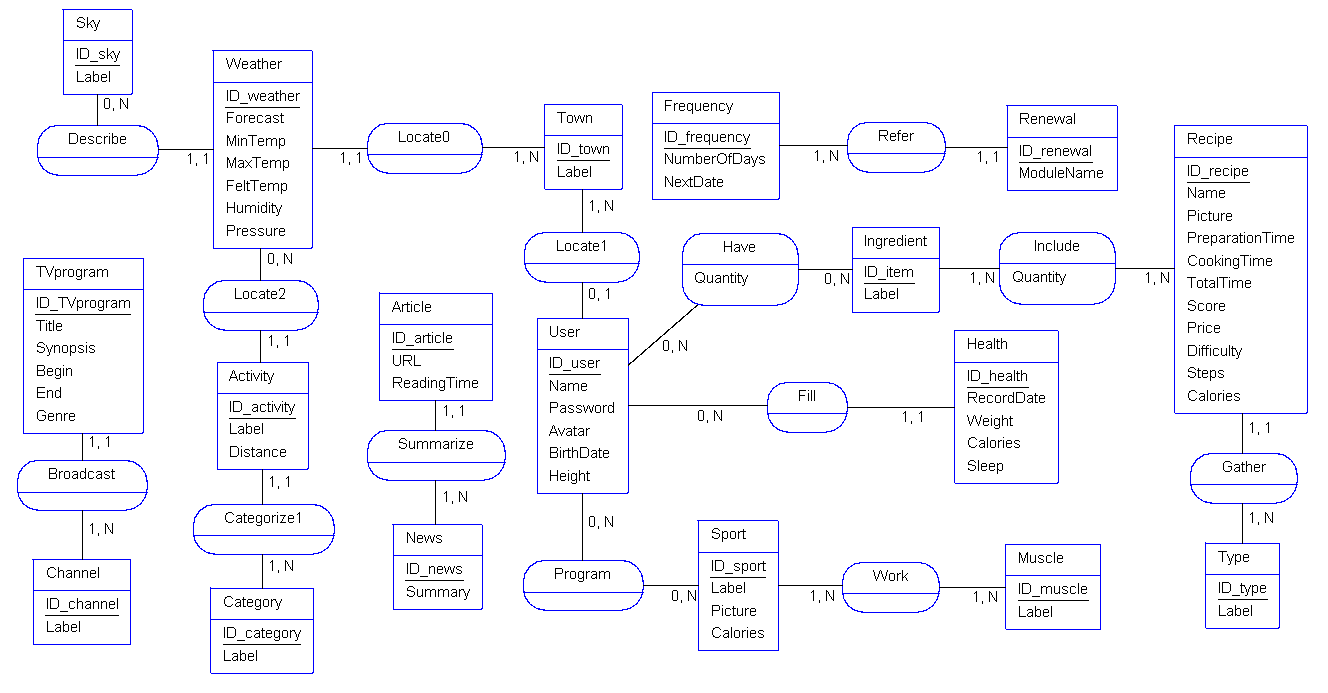 Sky
ID_sky
Label
0, N
Describe
1, 1
Weather
ID_weather
Forecast
MinTemp
MaxTemp
FeltTemp
Humidity
Pressure
1, 1
Locate0
1, N
Town
ID_town
Label
1, N
Locate1
0, 1
0, N
Locate2
1, 1
Activity
ID_activity
Label
Distance
1, 1
Categorize1
1, N
Category
ID_category
Label
TVprogram
ID_TVprogram
Title
Synopsis
Begin
End
Genre
1, 1
Broadcast
1, N
Channel
ID_channel
Label
Article
ID_article
URL
ReadingTime
1, 1
Summarize
1, N
News
ID_news
Summary
Frequency
ID_frequency
NumberOfDays
NextDate
1, N
Refer
1, 1
Renewal
ID_renewal
ModuleName
User
ID_user
Name
Password
Avatar
BirthDate
Height
0, N
Have
Quantity
0, N
Ingredient
ID_item
Label
1, N
Include
Quantity
1, N
Recipe
ID_recipe
Name
Picture
PreparationTime
CookingTime
TotalTime
Score
Price
Difficulty
Steps
Calories
1, 1
Gather
1, N
Type
ID_type
Label
0, N
Fill
1, 1
Health
ID_health
RecordDate
Weight
Calories
Sleep
0, N
Program
0, N
Sport
ID_sport
Label
Picture
Calories
1, N
Work
1, N
Muscle
ID_muscle
Label